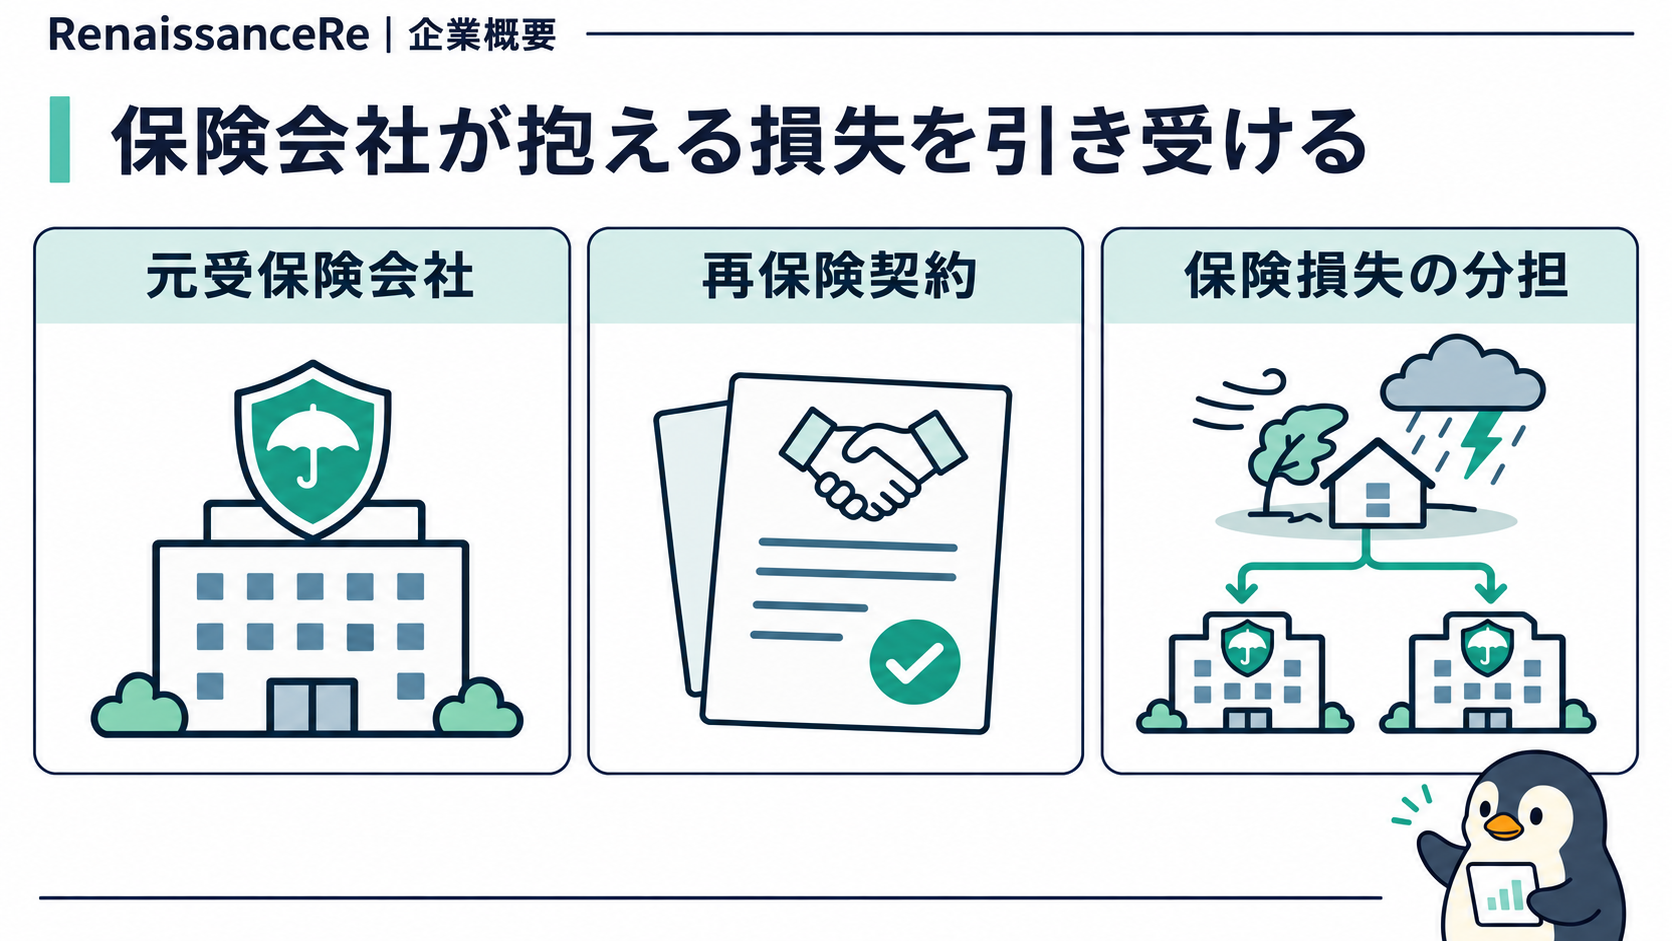 RenaissanceRe | 企業概要
保険会社が抱える損失を引き受ける
元受保険会社
再保険契約
保険損失の分担